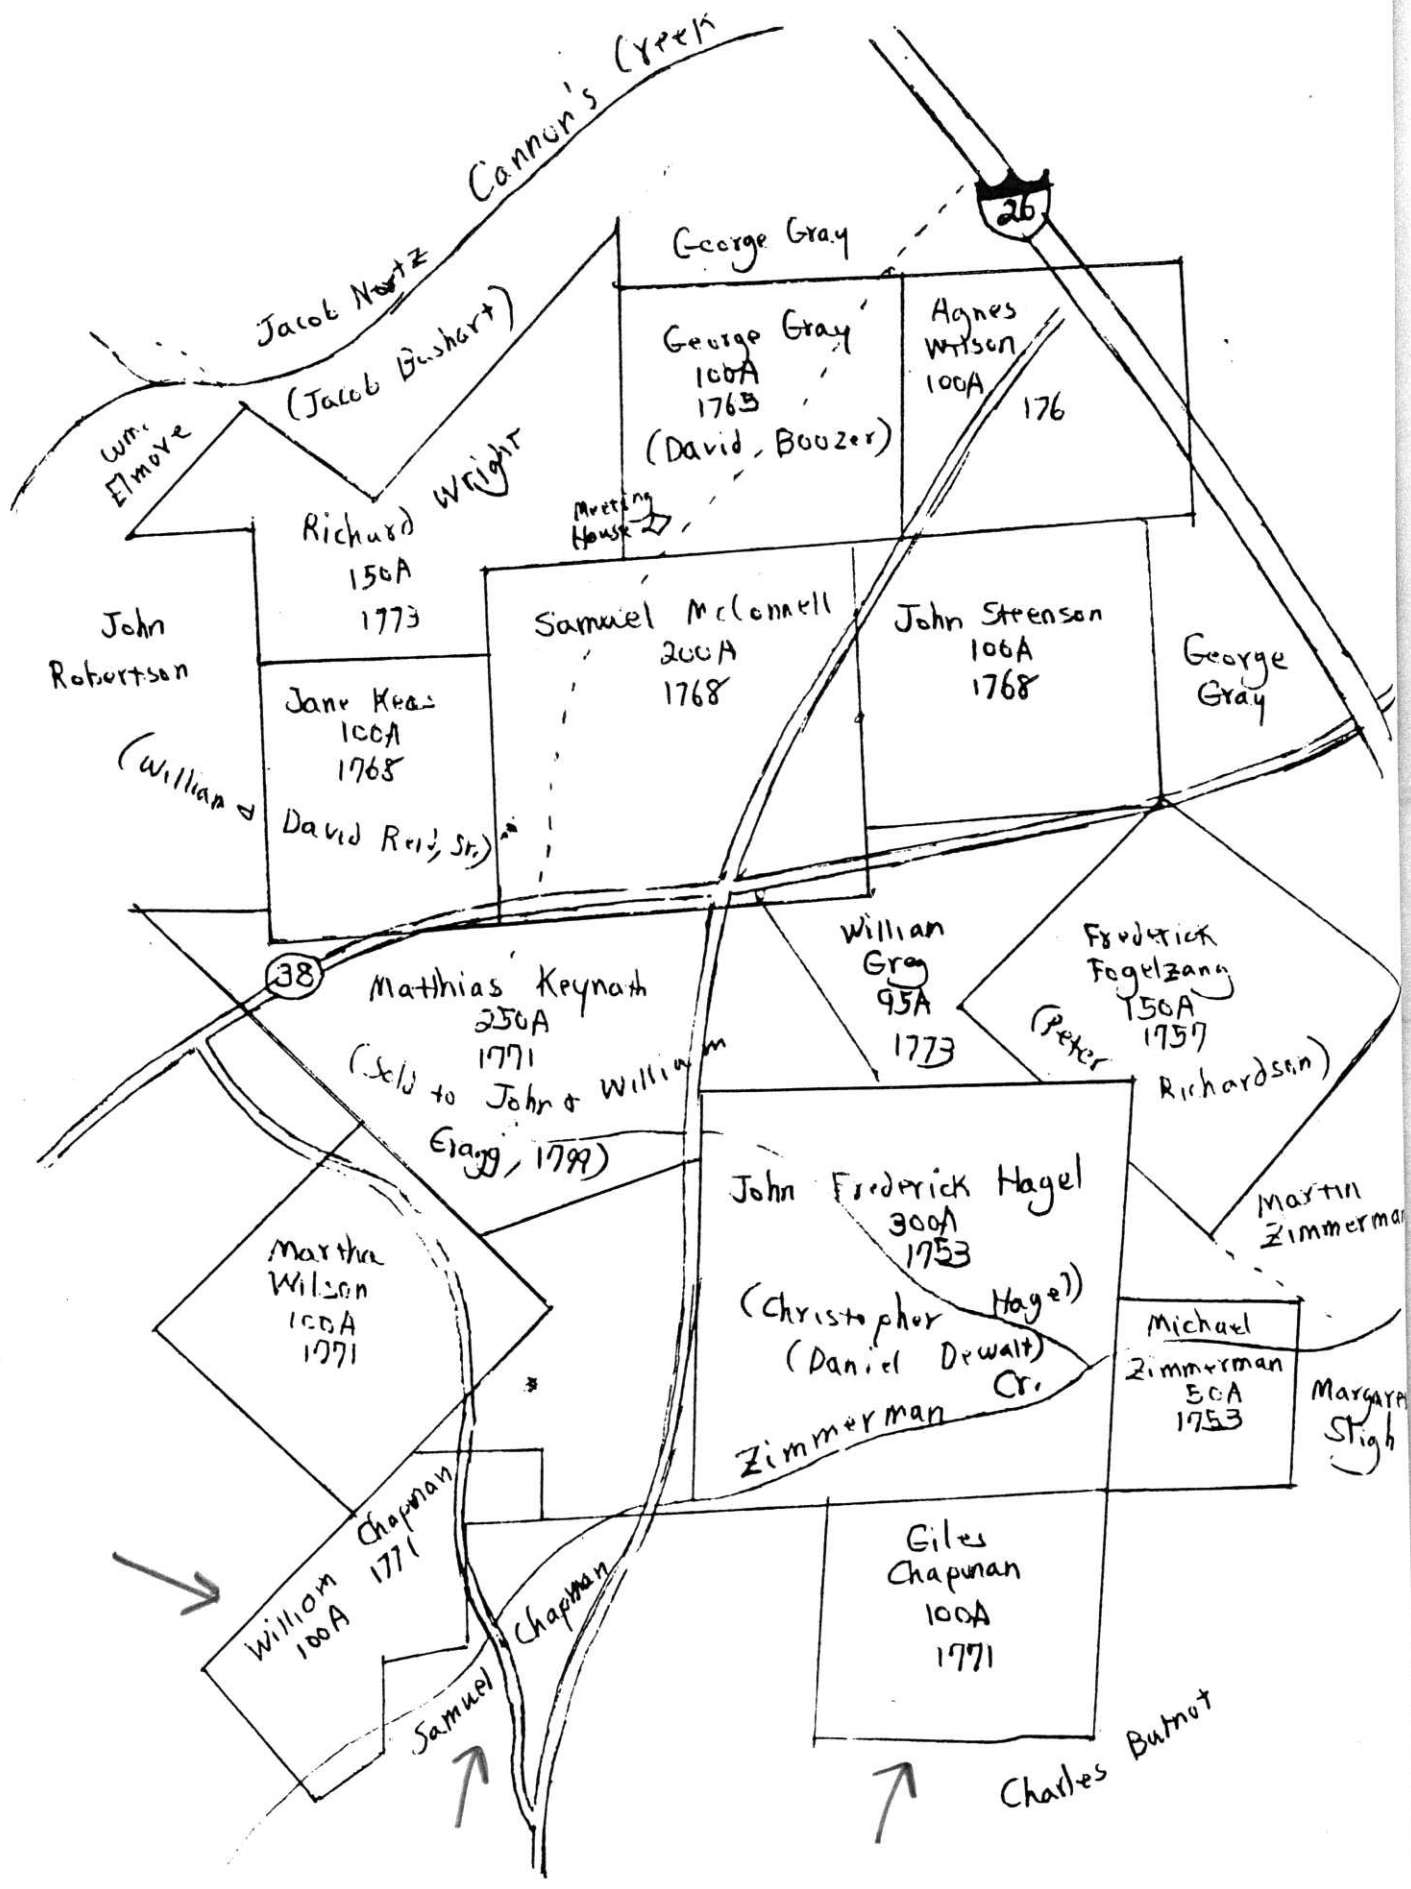 Cannon's Creek
26
George Gray
Jacob Nortz
(Jacob Bushart)
George Gray
100A
1765
(David, Boozer)
Agnes
Wilson
100A
176
Wm.
Elmore
Richard Wright
150A
1773
Meeting
House
John
Robertson
Samuel McConnell
200A
1768
John Steenson
100A
1768
George
Gray
Jane
100A
1768
(William &
David Reid, Sr.)
38
Matthias Keynath
250A
1771
(Sold to John & William
Gragg, 1799)
William
Greg
95A
1773
Frederick
Fogelzang
150A
1757
(Peter
Richardson)
Martha
Wilson
100A
1771
John Frederick Hagel
300A
1753
(Christopher Hagel)
(Daniel Dewalt)
Zimmerman Cr.
Martin
Zimmerman
Michael
Zimmerman
50A
1753
Margaret
Sligh
*
William Chapman
100A 1771
Samuel Chapman
Giles
Chapman
100A
1771
Charles Butnot